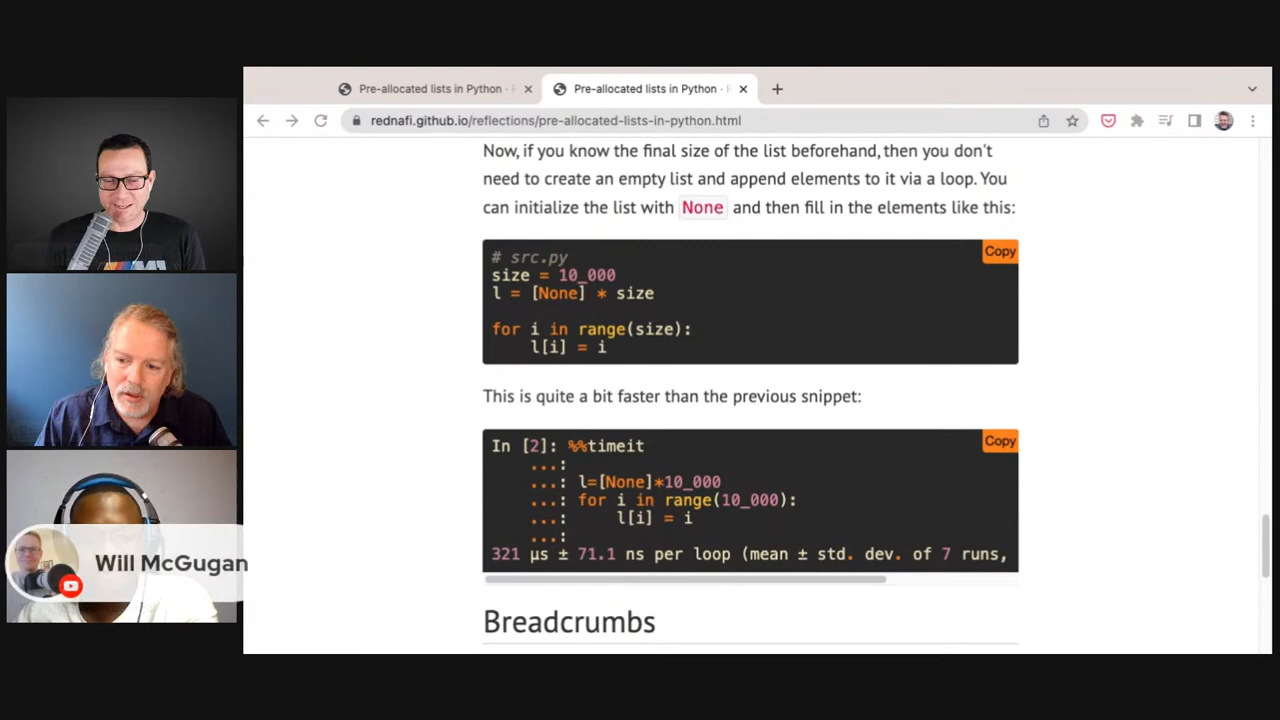 Pre-allocated lists in Python ·
Pre-allocated lists in Python ·
rednafi.github.io/reflections/pre-allocated-lists-in-python.html
Now, if you know the final size of the list beforehand, then you don't
need to create an empty list and append elements to it via a loop. You
can initialize the list with None and then fill in the elements like this:
Copy
# src.py
size = 10_000
l = [None] * size
for i in range(size):
l[i] = i
This is quite a bit faster than the previous snippet:
Copy
In [2]: %%timeit
...:
...: l=[None]*10_000
...: for i in range(10_000):
...:     l[i] = i
...:
321 µs ± 71.1 ns per loop (mean ± std. dev. of 7 runs,
Breadcrumbs
Will McGugan